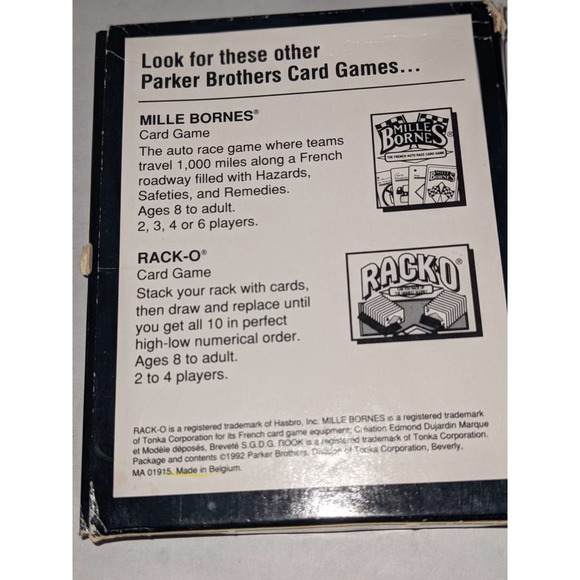 Look for these other
Parker Brothers Card Games...
MILLE BORNES®
Card Game
The auto race game where teams
travel 1,000 miles along a French
roadway filled with Hazards,
Safeties, and Remedies.
Ages 8 to adult.
2, 3, 4 or 6 players.
MILLE
BORNES®
THE FRENCH AUTO RACE CARD GAME
MILLE
BORNES
RACK-O®
Card Game
Stack your rack with cards,
then draw and replace until
you get all 10 in perfect
high-low numerical order.
Ages 8 to adult.
2 to 4 players.
RACK-O
RACK-O is a registered trademark of Hasbro, Inc. MILLE BORNES is a registered trademark
of Tonka Corporation for its French card game equipment; Création Edmond Dujardin Marque
et Modèle déposés, Breveté S.G.D.G. ROOK is a registered trademark of Tonka Corporation.
Package and contents ©1992 Parker Brothers, Division of Tonka Corporation, Beverly,
MA 01915. Made in Belgium.